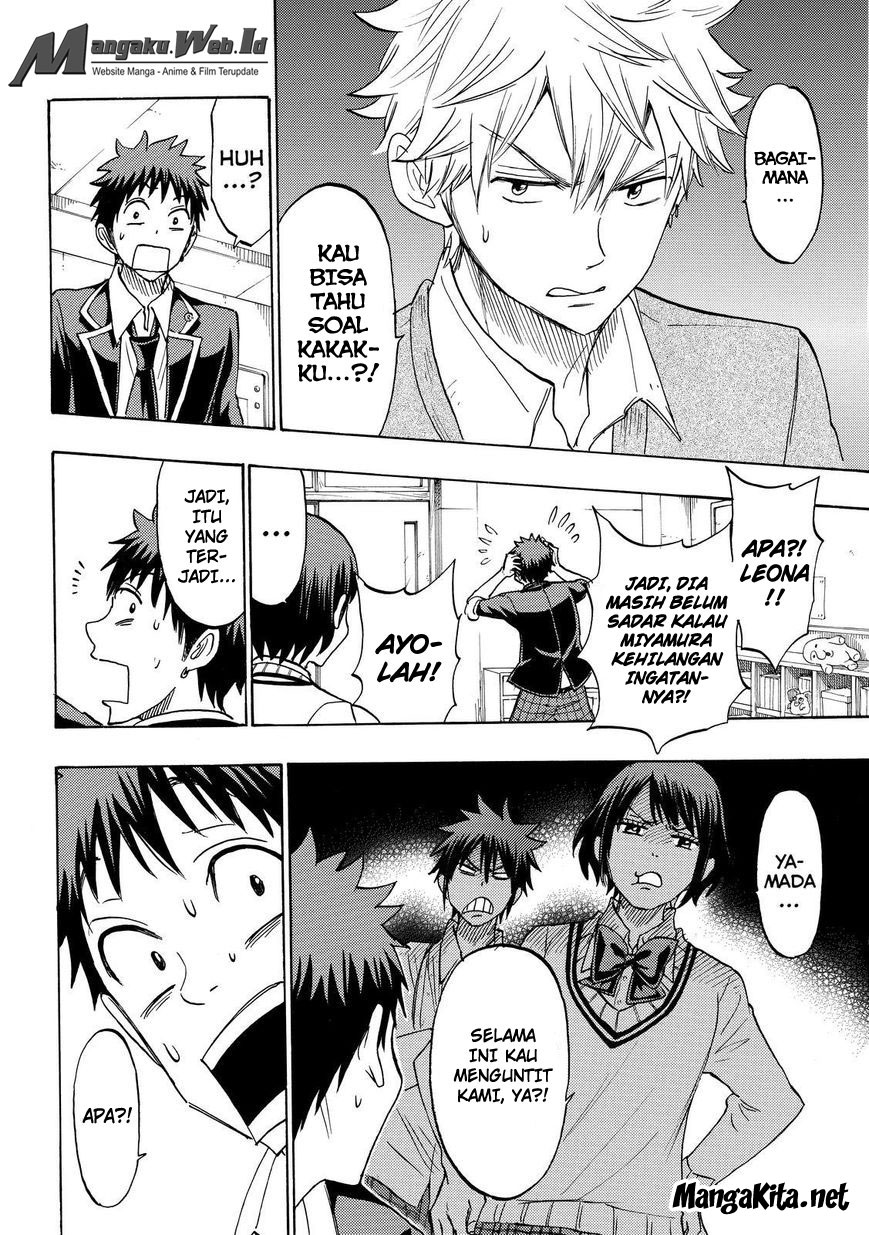 Mangaku.Web.Id
Website Manga - Anime & Film Terupdate
BAGAI-
MANA
...
KAU
BISA
TAHU
SOAL
KAKAK-
KU...?!
HUH
...?
APA?!
LEONA
!!
JADI, DIA
MASIH BELUM
SADAR KALAU
MIYAMURA
KEHILANGAN
INGATAN-
NYA?!
AYO-
LAH!
...
JADI,
ITU
YANG
TER-
JADI...
YA-
MADA
...
SELAMA
INI KAU
MENGUNTIT
KAMI, YA?!
APA?!
MangaKita.net